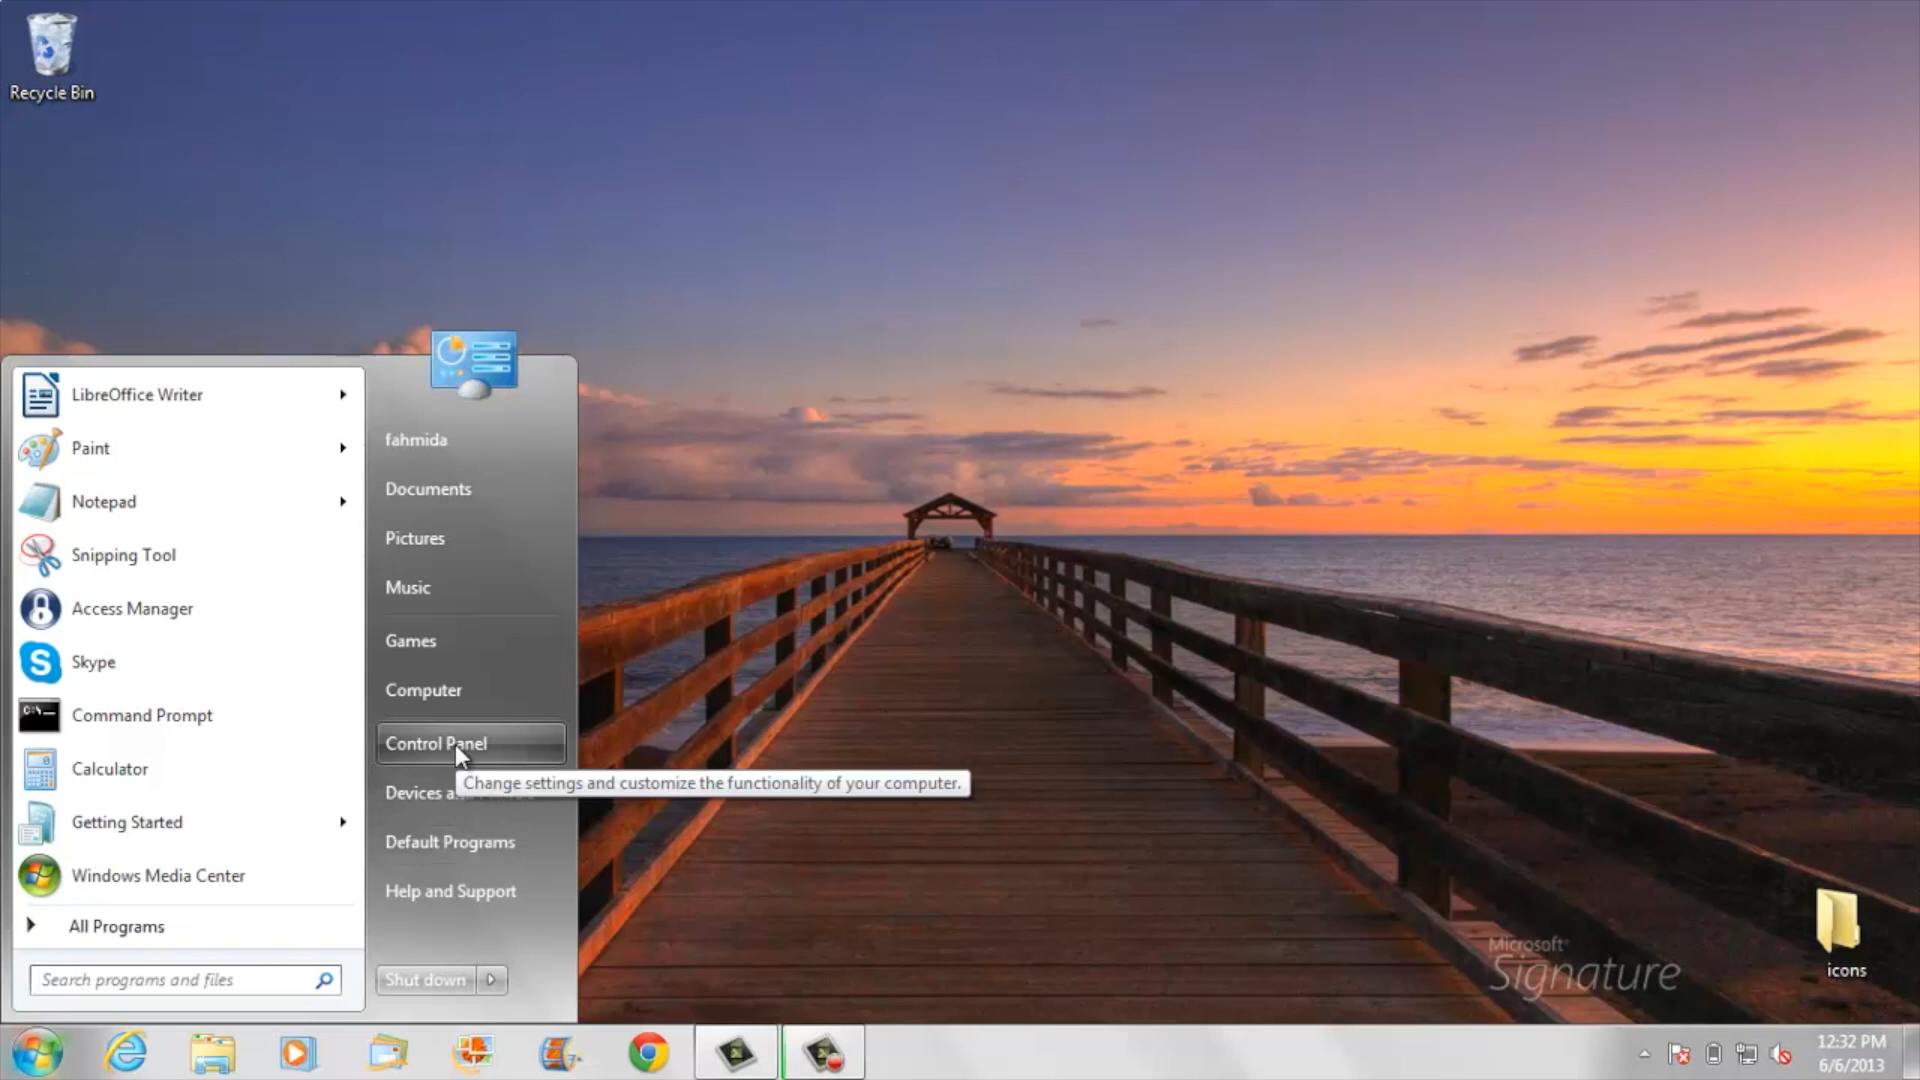 Recycle Bin
LibreOffice Writer
Paint
Notepad
Snipping Tool
Access Manager
Skype
Command Prompt
Calculator
Getting Started
Windows Media Center
All Programs
Search programs and files
fahmida
Documents
Pictures
Music
Games
Computer
Control Panel
Change settings and customize the functionality of your computer.
Devices a
Default Programs
Help and Support
Shut down
Microsoft
Signature
icons
12:32 PM
6/6/2013